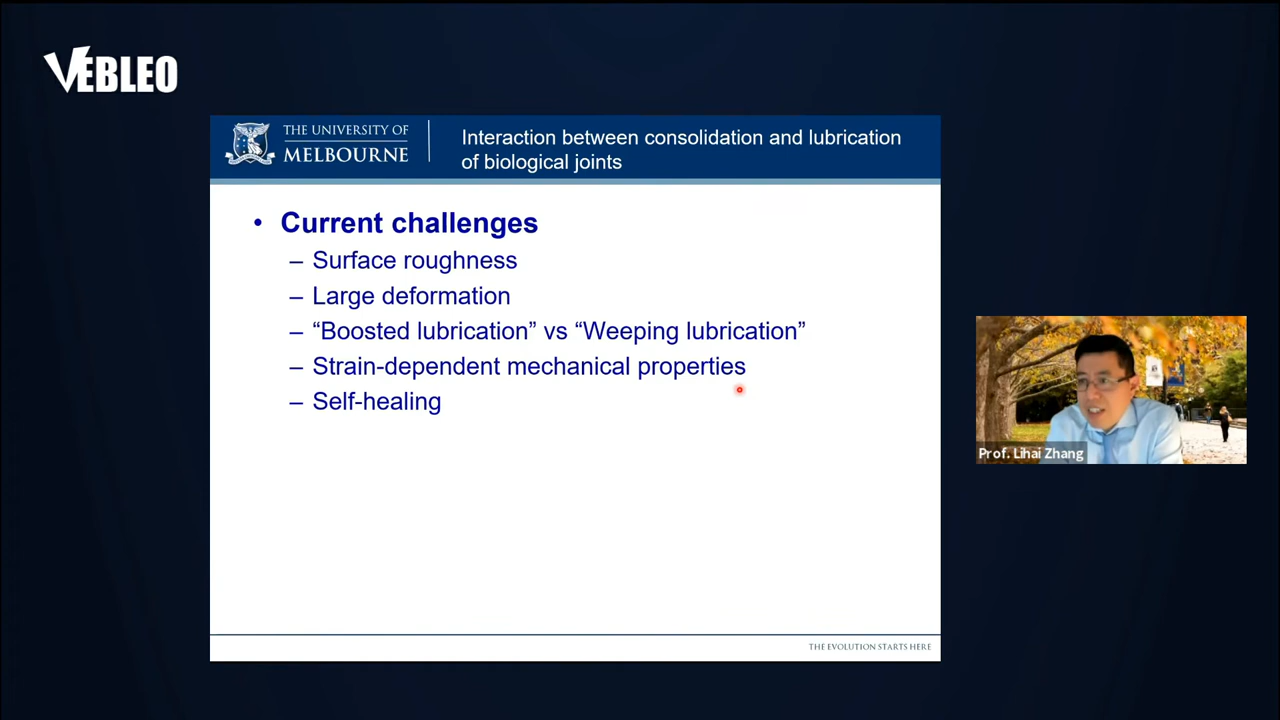 VEBLEO
THE UNIVERSITY OF
MELBOURNE
Interaction between consolidation and lubrication
of biological joints
• Current challenges
– Surface roughness
– Large deformation
– “Boosted lubrication” vs “Weeping lubrication”
– Strain-dependent mechanical properties
– Self-healing
Prof. Lihai Zhang
THE EVOLUTION STARTS HERE